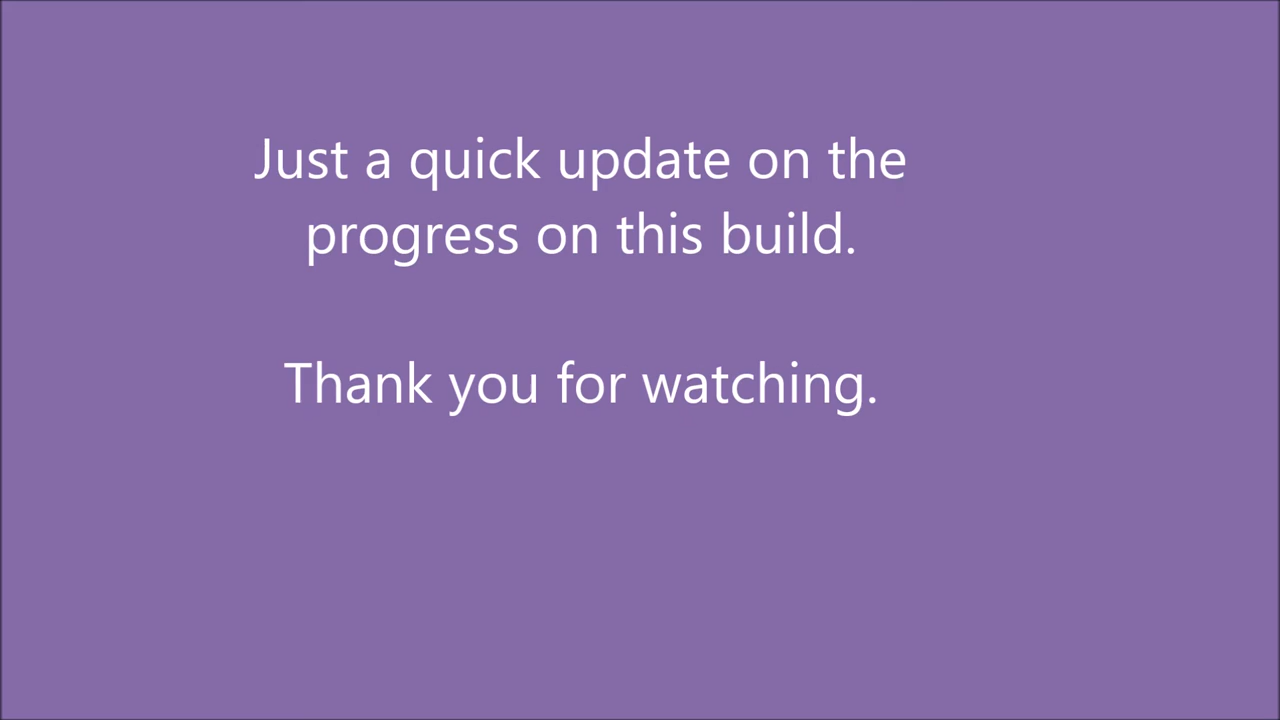 Just a quick update on the
progress on this build.
Thank you for watching.